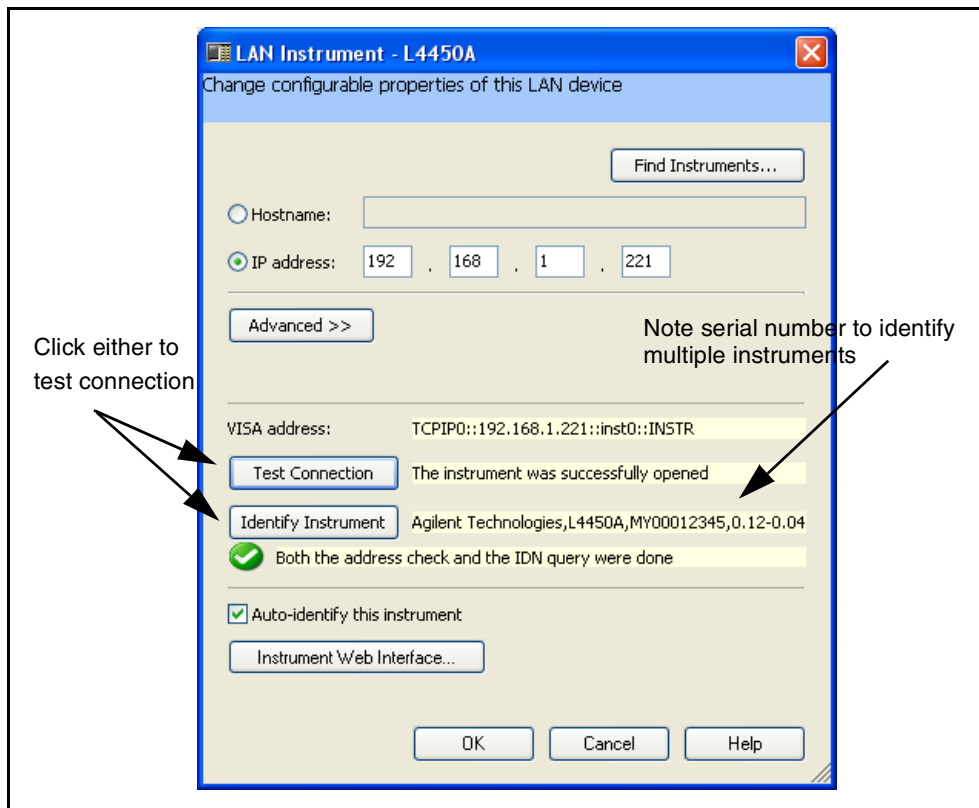 LAN Instrument - L4450A
Change configurable properties of this LAN device
Find Instruments...
Hostname:
IP address: 192 . 168 . 1 . 221
Advanced >>
Note serial number to identify
multiple instruments
Click either to
test connection
VISA address: TCPIP0::192.168.1.221::inst0::INSTR
Test Connection The instrument was successfully opened
Identify Instrument Agilent Technologies,L4450A,MY00012345,0.12-0.04
Both the address check and the IDN query were done
Auto-identify this instrument
Instrument Web Interface...
OK Cancel Help